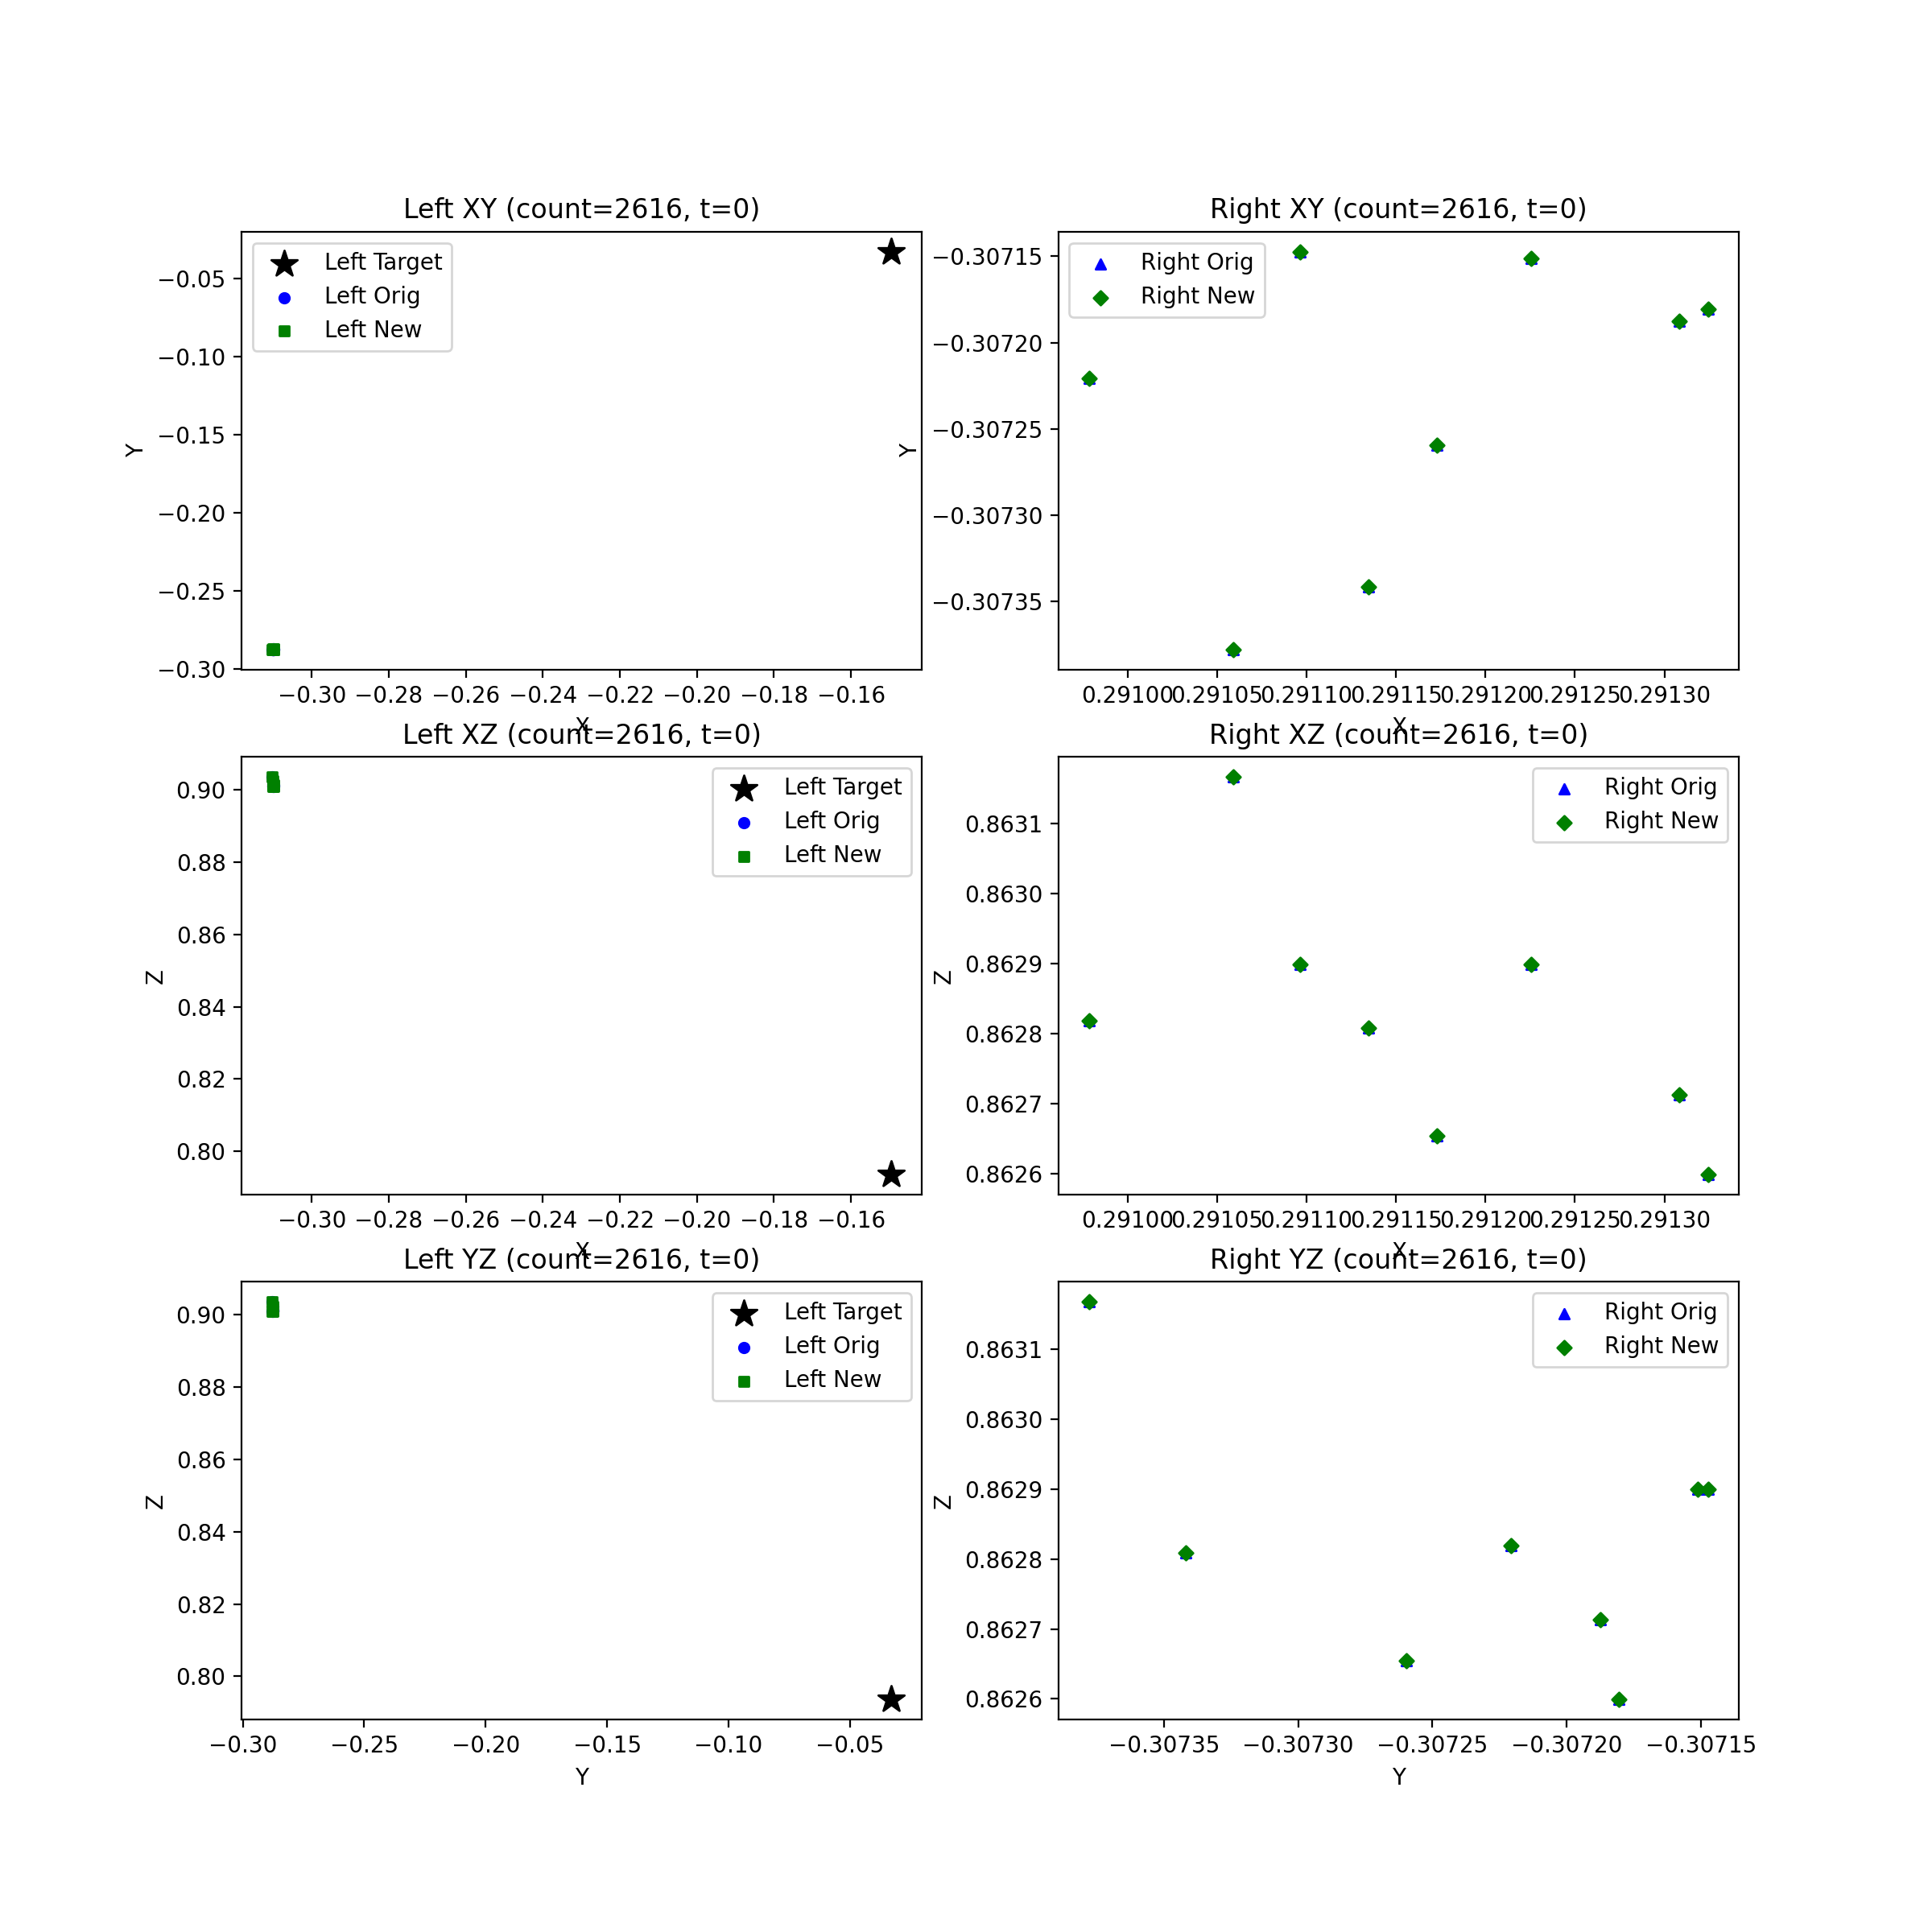 Left XY (count=2616, t=0)
Left Target
Left Orig
Left New
Y
−0.05
−0.10
−0.15
−0.20
−0.25
−0.30
−0.30 −0.28 −0.26 −0.24 −0.22 −0.20 −0.18 −0.16
X
Right XY (count=2616, t=0)
Right Orig
Right New
Y
−0.30715
−0.30720
−0.30725
−0.30730
−0.30735
0.29100 0.29105 0.29110 0.29115 0.29120 0.29125 0.29130
X
Left XZ (count=2616, t=0)
Left Target
Left Orig
Left New
Z
0.90
0.88
0.86
0.84
0.82
0.80
−0.30 −0.28 −0.26 −0.24 −0.22 −0.20 −0.18 −0.16
X
Right XZ (count=2616, t=0)
Right Orig
Right New
Z
0.8631
0.8630
0.8629
0.8628
0.8627
0.8626
0.29100 0.29105 0.29110 0.29115 0.29120 0.29125 0.29130
X
Left YZ (count=2616, t=0)
Left Target
Left Orig
Left New
Z
0.90
0.88
0.86
0.84
0.82
0.80
−0.30 −0.25 −0.20 −0.15 −0.10 −0.05
Y
Right YZ (count=2616, t=0)
Right Orig
Right New
Z
0.8631
0.8630
0.8629
0.8628
0.8627
0.8626
−0.30735 −0.30730 −0.30725 −0.30720 −0.30715
Y